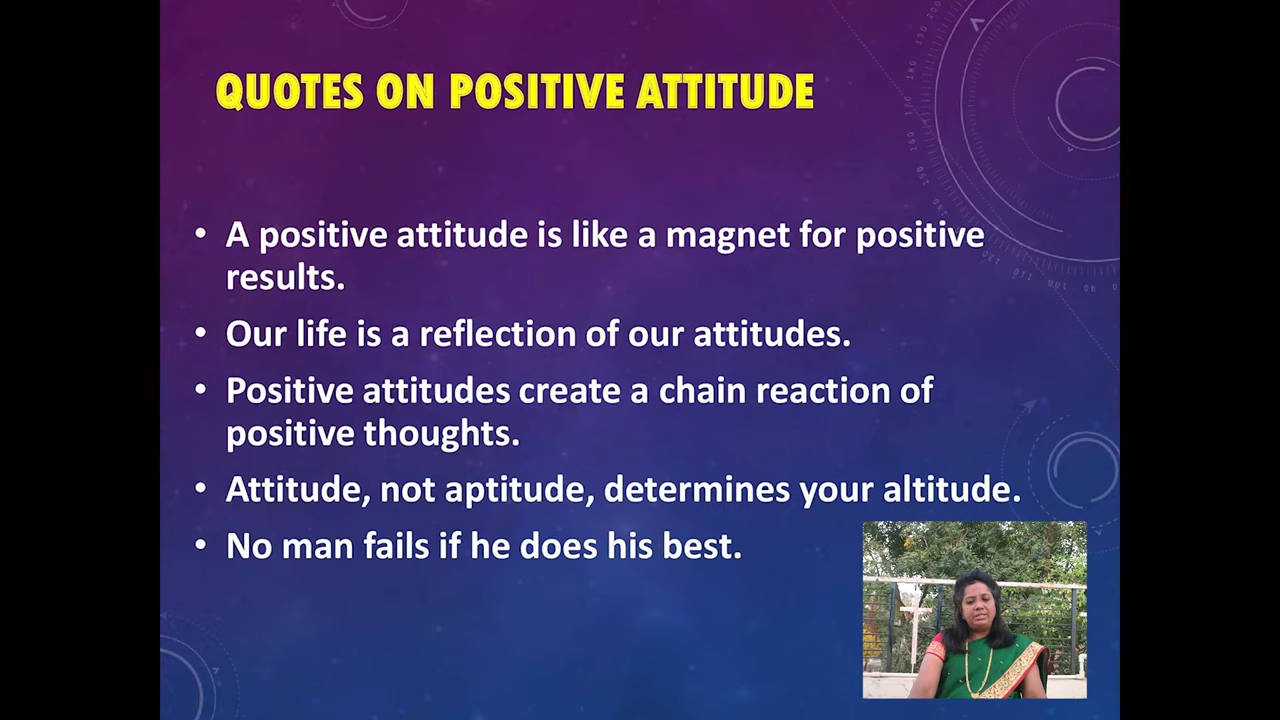 QUOTES ON POSITIVE ATTITUDE
• A positive attitude is like a magnet for positive
results.
• Our life is a reflection of our attitudes.
• Positive attitudes create a chain reaction of
positive thoughts.
• Attitude, not aptitude, determines your altitude.
• No man fails if he does his best.